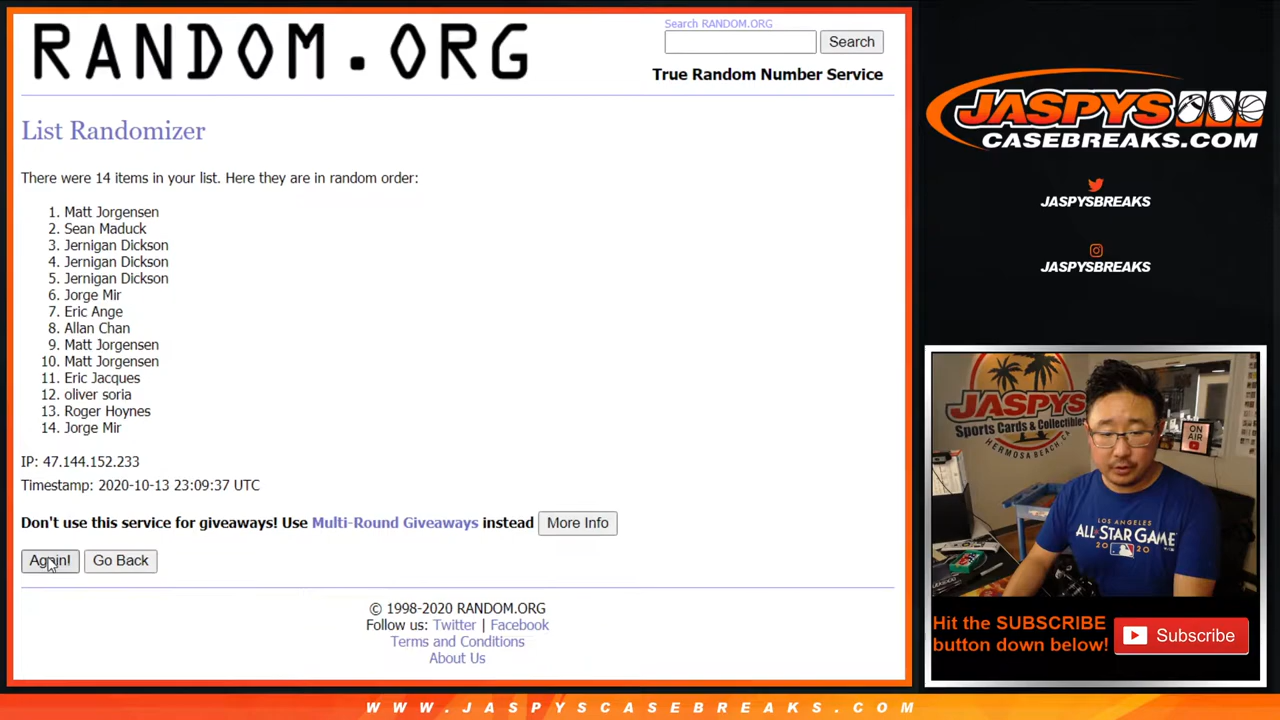 RANDOM.ORG
Search RANDOM.ORG
Search
True Random Number Service
List Randomizer
There were 14 items in your list. Here they are in random order:
1. Matt Jorgensen
2. Sean Maduck
3. Jernigan Dickson
4. Jernigan Dickson
5. Jernigan Dickson
6. Jorge Mir
7. Eric Ange
8. Allan Chan
9. Matt Jorgensen
10. Matt Jorgensen
11. Eric Jacques
12. oliver soria
13. Roger Hoynes
14. Jorge Mir
IP: 47.144.152.233
Timestamp: 2020-10-13 23:09:37 UTC
Don't use this service for giveaways! Use Multi-Round Giveaways instead More Info
Again! Go Back
© 1998-2020 RANDOM.ORG
Follow us: Twitter | Facebook
Terms and Conditions
About Us
JASPYS
CASEBREAKS.COM
JASPYSBREAKS
JASPYSBREAKS
JASPYS
Sports Cards & Collectibles
HERMOSA BEACH, CA
ON AIR
LOS ANGELES
ALL STAR GAME
2020
Hit the SUBSCRIBE
button down below!
Subscribe
WWW.JASPYSCASEBREAKS.COM